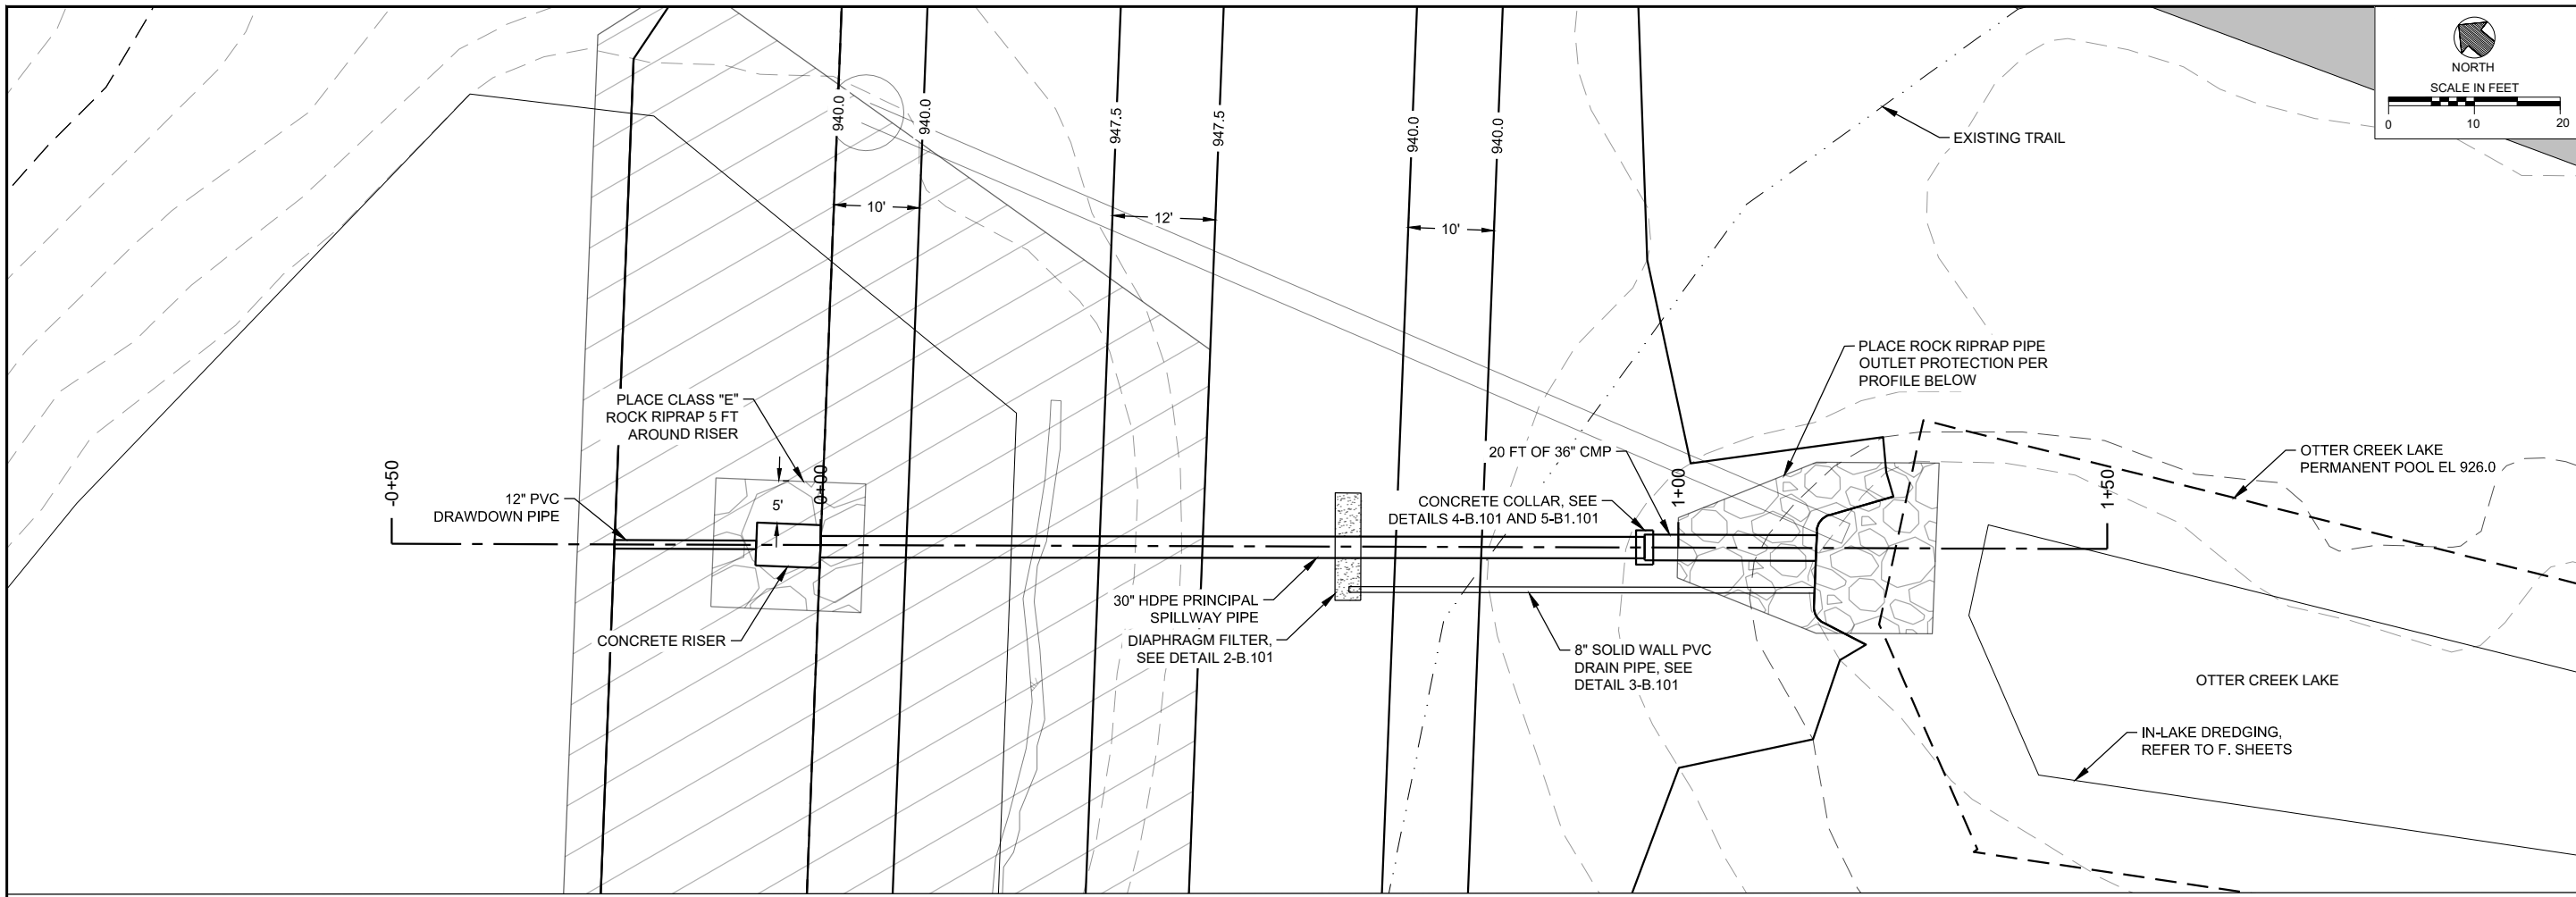 NORTH
SCALE IN FEET
0 10 20
940.0
940.0
947.5
947.5
940.0
940.0
EXISTING TRAIL
10'
12'
10'
PLACE ROCK RIPRAP PIPE
OUTLET PROTECTION PER
PROFILE BELOW
PLACE CLASS "E"
ROCK RIPRAP 5 FT
AROUND RISER
20 FT OF 36" CMP
OTTER CREEK LAKE
PERMANENT POOL EL 926.0
-0+50
0+00
1+00
1+50
12" PVC
DRAWDOWN PIPE
5'
CONCRETE COLLAR, SEE
DETAILS 4-B.101 AND 5-B1.101
30" HDPE PRINCIPAL
SPILLWAY PIPE
CONCRETE RISER
DIAPHRAGM FILTER,
SEE DETAIL 2-B.101
8" SOLID WALL PVC
DRAIN PIPE, SEE
DETAIL 3-B.101
OTTER CREEK LAKE
IN-LAKE DREDGING,
REFER TO F. SHEETS